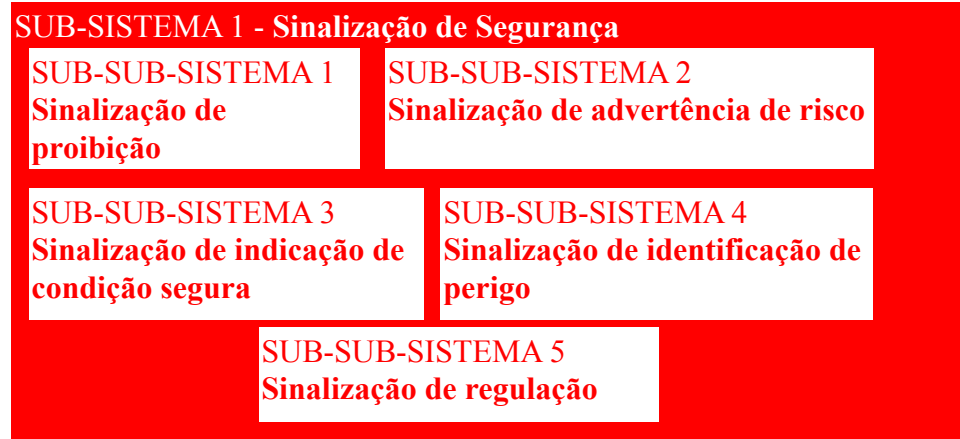 SUB-SISTEMA 1 - Sinalização de Segurança
SUB-SUB-SISTEMA 1
Sinalização de
proibição
SUB-SUB-SISTEMA 2
Sinalização de advertência de risco
SUB-SUB-SISTEMA 3
Sinalização de indicação de
condição segura
SUB-SUB-SISTEMA 4
Sinalização de identificação de
perigo
SUB-SUB-SISTEMA 5
Sinalização de regulação